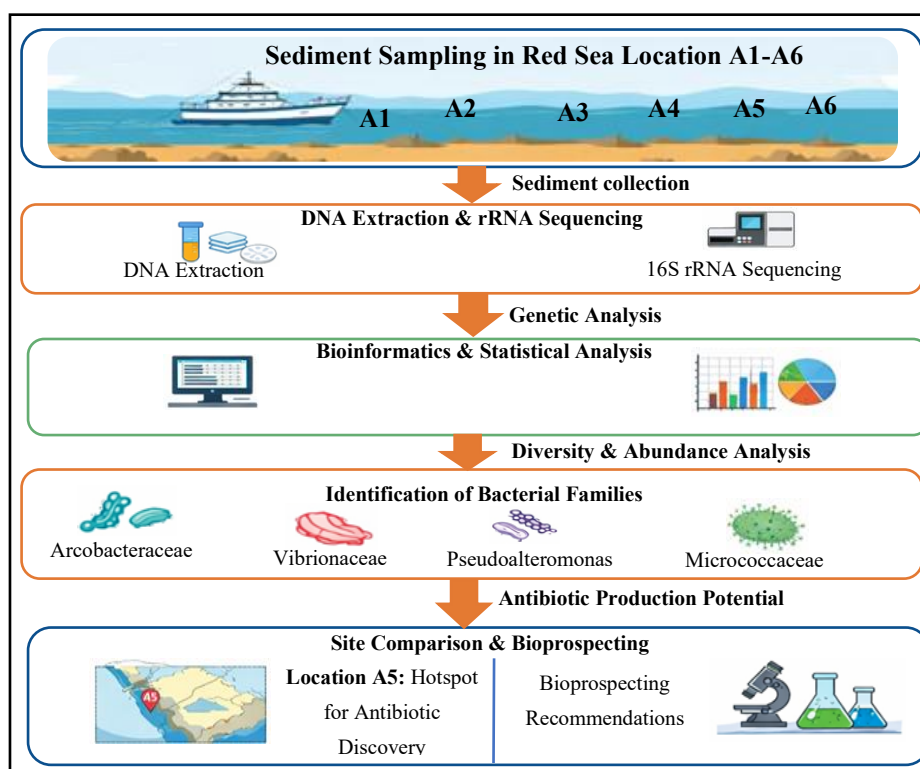 Sediment Sampling in Red Sea Location A1-A6
A1 A2 A3 A4 A5 A6
Sediment collection
DNA Extraction & rRNA Sequencing
DNA Extraction
16S rRNA Sequencing
Genetic Analysis
Bioinformatics & Statistical Analysis
Diversity & Abundance Analysis
Identification of Bacterial Families
Arcobacteraceae
Vibrionaceae
Pseudoalteromonas
Micrococcaceae
Antibiotic Production Potential
Site Comparison & Bioprospecting
A5
Location A5: Hotspot
for Antibiotic
Discovery
Bioprospecting
Recommendations